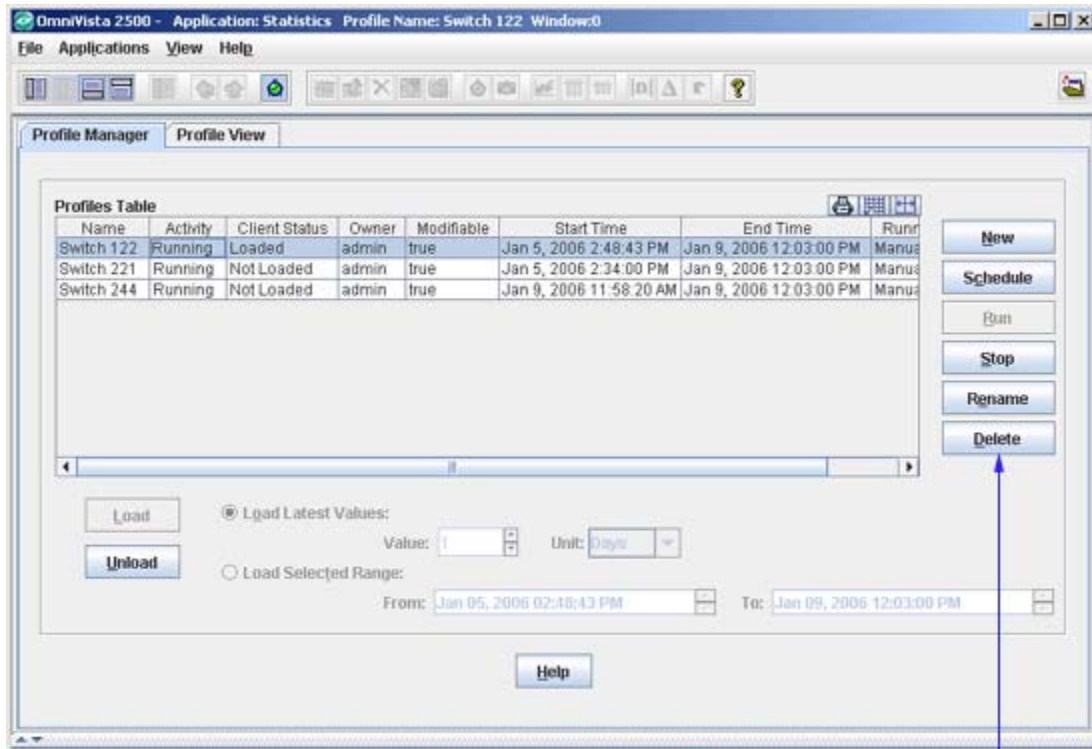 OmniVista 2500 - Application: Statistics Profile Name: Switch 122 Window:0
File Applications View Help
Profile Manager Profile View
Profiles Table
Name Activity Client Status Owner Modifiable Start Time End Time Runn
Switch 122 Running Loaded admin true Jan 5, 2006 2:48:43 PM Jan 9, 2006 12:03:00 PM Manua
Switch 221 Running Not Loaded admin true Jan 5, 2006 2:34:00 PM Jan 9, 2006 12:03:00 PM Manua
Switch 244 Running Not Loaded admin true Jan 9, 2006 11:58:20 AM Jan 9, 2006 12:03:00 PM Manua
New
Schedule
Run
Stop
Rename
Delete
Load
Load Latest Values:
Value: 1 Unit: Days
Unload
Load Selected Range:
From: Jan 05, 2006 02:48:43 PM To: Jan 09, 2006 12:03:00 PM
Help